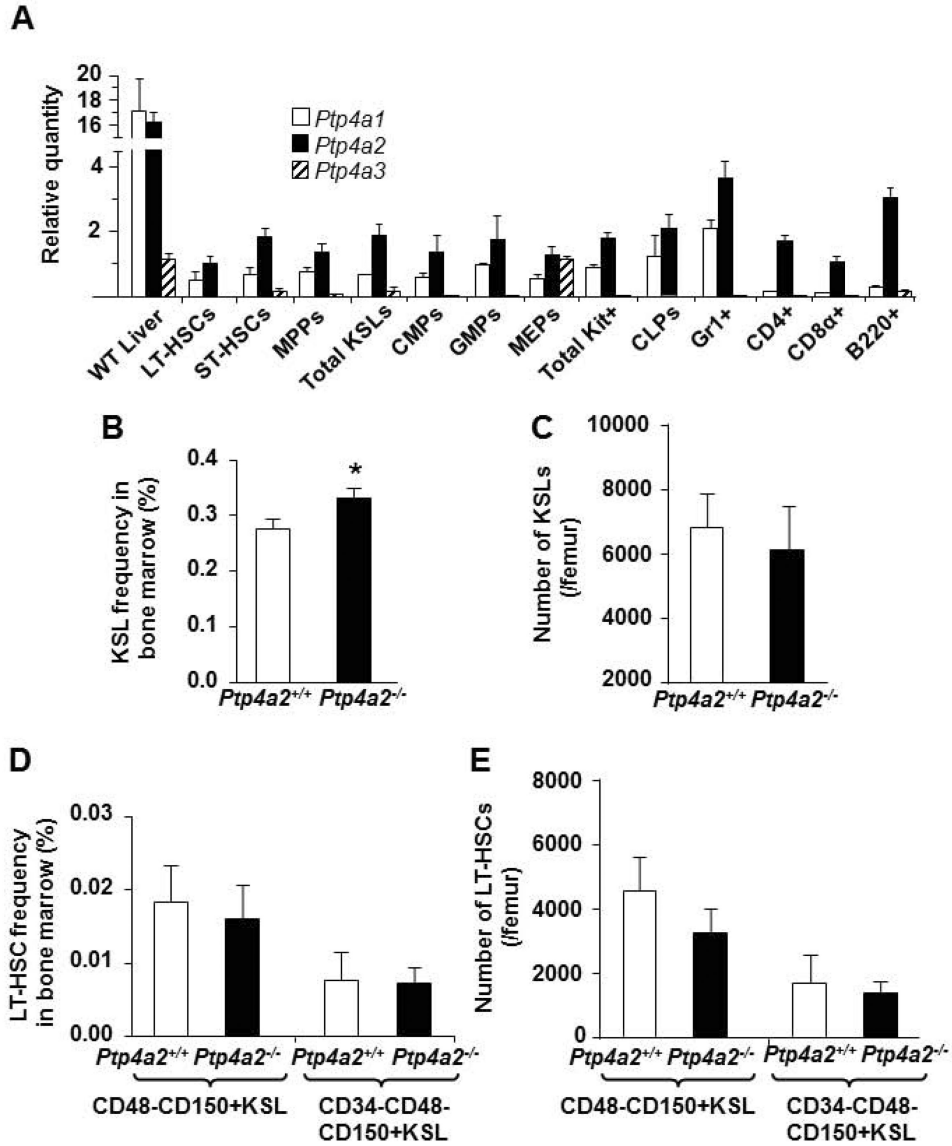 A
Relative quantity
20
18
16
4
2
Ptp4a1
Ptp4a2
Ptp4a3
WT Liver
LT-HSCs
ST-HSCs
MPPs
Total KSLs
CMPs
GMPs
MEPs
Total Kit+
CLPs
Gr1+
CD4+
CD8α+
B220+
B
KSL frequency in
bone marrow (%)
0.4
0.3
0.2
0.1
0.0
*
Ptp4a2+/+ Ptp4a2-/-
C
Number of KSLs
(/femur)
10000
8000
6000
4000
2000
Ptp4a2+/+ Ptp4a2-/-
D
LT-HSC frequency
in bone marrow (%)
0.03
0.02
0.01
0.00
Ptp4a2+/+ Ptp4a2-/- Ptp4a2+/+ Ptp4a2-/-
CD48-CD150+KSL
CD34-CD48-
CD150+KSL
E
Number of LT-HSCs
(/femur)
8000
6000
4000
2000
0
Ptp4a2+/+ Ptp4a2-/- Ptp4a2+/+ Ptp4a2-/-
CD48-CD150+KSL
CD34-CD48-
CD150+KSL